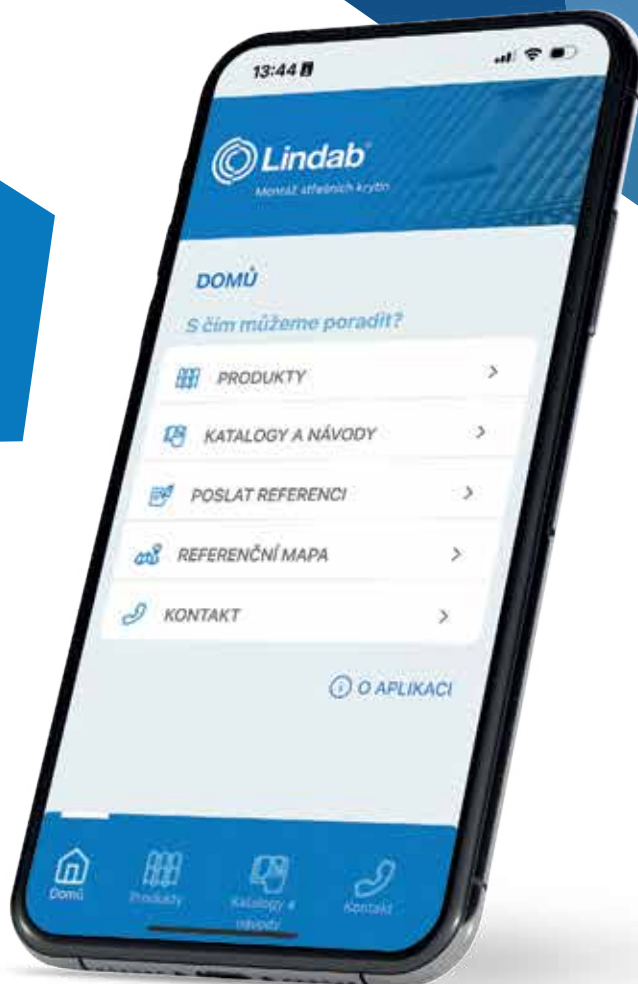 13:44
Lindab®
Montáž střešních krytin
DOMŮ
S čím můžeme poradit?
PRODUKTY
KATALOGY A NÁVODY
POSLAT REFERENCI
REFERENČNÍ MAPA
KONTAKT
O APLIKACI
Domů
Produkty
Katalogy a
návody
Kontakt